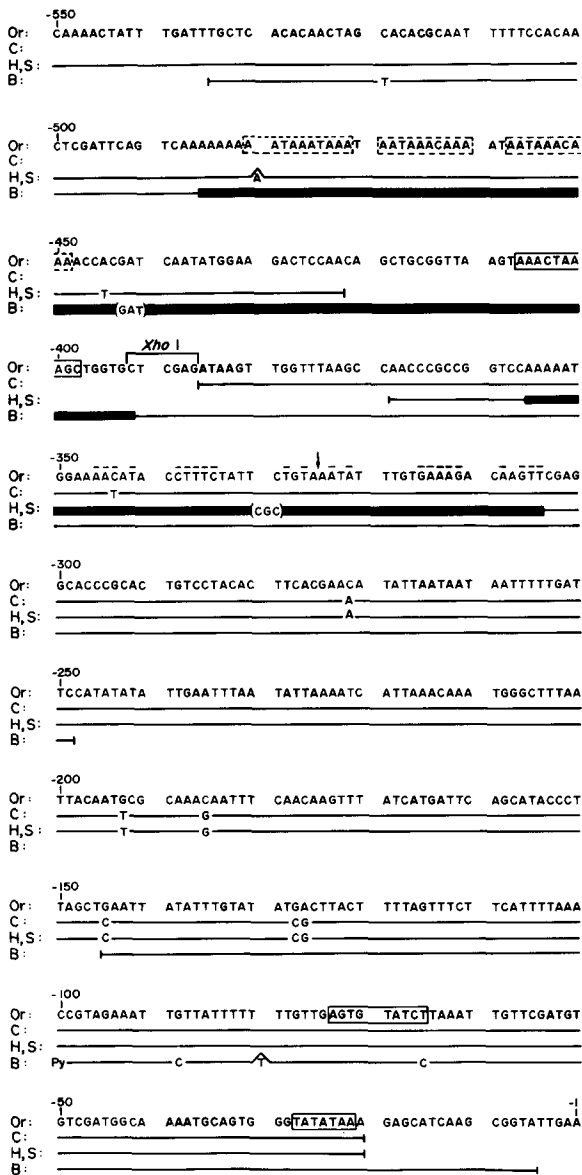 -550
Or: CAAAACTATT TGATTTGCTC ACACAACTAG CACACGCAAT TTTTCCACAA
C:
H,S:
B: T
-500
Or: CTCGATTCAG TCAAAAAAAA ATAAATAAAT AATAAACAAA ATAATAAACA
C:
H,S: A
B:
-450
Or: AAACCACGAT CAATATGGAA GACTCCAACA GCTGCGGTTA AGTAAACTAA
C:
H,S: T
B: (GAT)
-400 Xho I
Or: AGCTGGTGCT CGAGATAAGT TGGTTTAAGC CAACCCGCCG GTCCAAAAAT
C:
H,S:
B:
-350
Or: GGAAAACATA CCTTTCTATT CTGTAAATAT TTGTGAAAGA CAAGTTCGAG
C: T
H,S: (CGC)
B:
-300
Or: GCACCCGCAC TGTCCTACAC TTCACGAACA TATTAATAAT AATTTTTGAT
C: A
H,S: A
B:
-250
Or: TCCATATATA TTGAATTTAA TATTAAAATC ATTAAACAAA TGGGCTTTAA
C:
H,S:
B:
-200
Or: TTACAATGCG CAAACAATTT CAACAAGTTT ATCATGATTC AGCATACCCT
C: T G
H,S: T G
B:
-150
Or: TAGCTGAATT ATATTTGTAT ATGACTTACT TTTAGTTTCT TCATTTTAAA
C: C CG
H,S: C CG
B:
-100
Or: CCGTAGAAAT TGTTATTTTT TTGTTGAGTG TATCTTAAAT TGTTCGATGT
C:
H,S:
B: Py C T C
-50 -1
Or: GTCGATGGCA AAATGCAGTG GGTATATAAA GAGCATCAAG CGGTATTGAA
C:
H,S:
B: